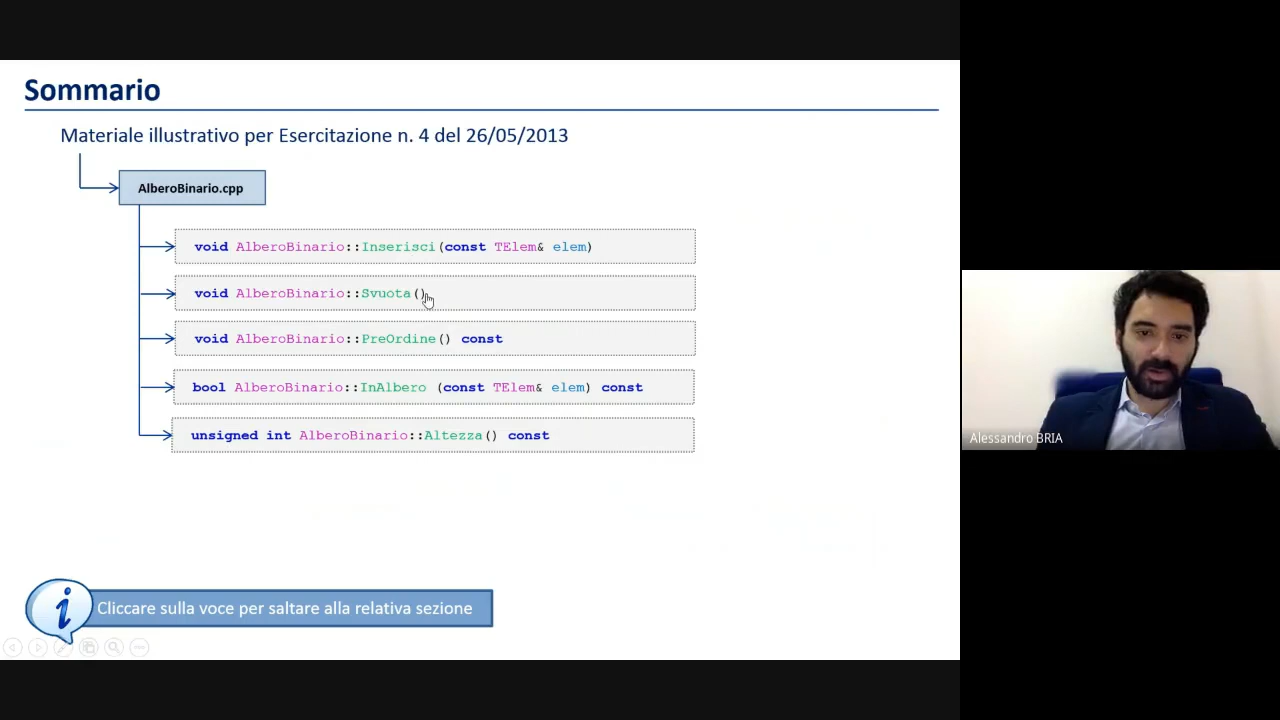 Sommario
Materiale illustrativo per Esercitazione n. 4 del 26/05/2013
AlberoBinario.cpp
void AlberoBinario::Inserisci(const TElem& elem)
void AlberoBinario::Svuota()
void AlberoBinario::PreOrdine() const
bool AlberoBinario::InAlbero (const TElem& elem) const
unsigned int AlberoBinario::Altezza() const
Alessandro BRIA
i Cliccare sulla voce per saltare alla relativa sezione